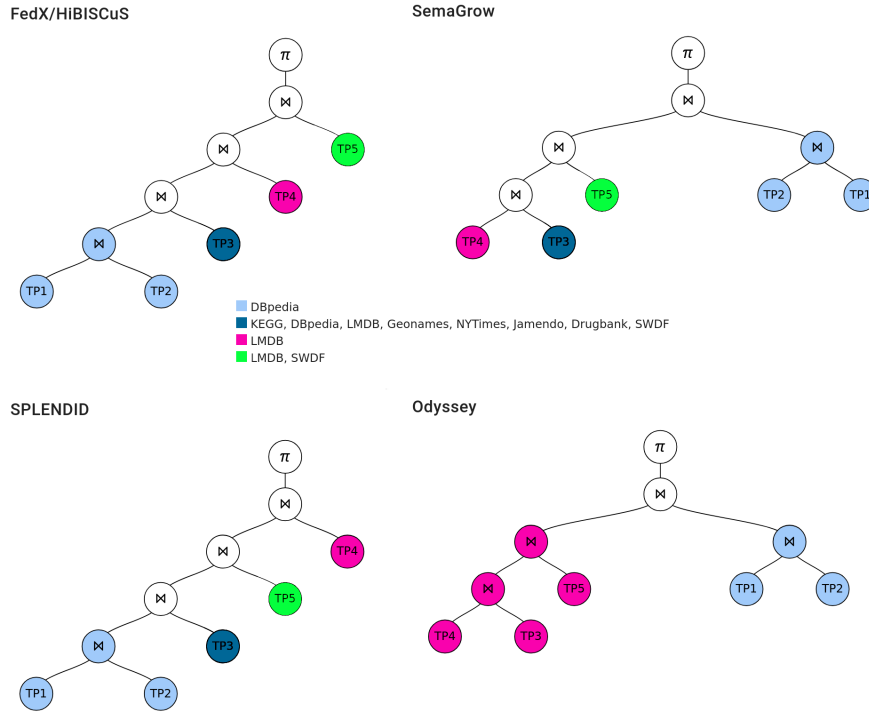 FedX/HiBISCuS
SemaGrow
π
π
⋈
⋈
⋈
TP5
⋈
⋈
⋈
TP4
⋈
TP5
TP2
TP1
⋈
TP3
TP4
TP3
TP1
TP2
DBpedia
KEGG, DBpedia, LMDB, Geonames, NYTimes, Jamendo, Drugbank, SWDF
LMDB
LMDB, SWDF
SPLENDID
Odyssey
π
π
⋈
⋈
⋈
TP4
⋈
⋈
⋈
TP5
⋈
TP5
TP1
TP2
⋈
TP3
TP4
TP3
TP1
TP2